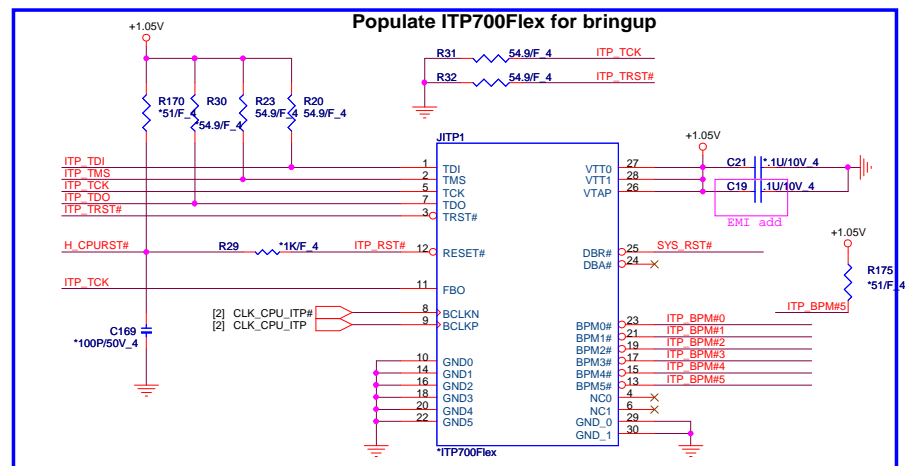 Populate ITP700Flex for bringup
+1.05V
R31 54.9/F_4 ITP_TCK
R32 54.9/F_4 ITP_TRST#
R170 *51/F_4
R30 *54.9/F_4
R23 54.9/F_4
R20 54.9/F_4
JITP1
+1.05V
ITP_TDI 1 TDI
ITP_TMS 2 TMS
ITP_TCK 5 TCK
ITP_TDO 7 TDO
ITP_TRST# 3 TRST#
H_CPURST# R29 *1K/F_4 ITP_RST# 12 RESET#
ITP_TCK 11 FBO
[2] CLK_CPU_ITP# 8 BCLKN
[2] CLK_CPU_ITP 9 BCLKP
C169 *100P/50V_4
10 GND0
14 GND1
16 GND2
18 GND3
20 GND4
22 GND5
VTT0 27 C21 *.1U/10V_4
VTT1 28
VTAP 26 C19 .1U/10V_4
EMI add
+1.05V
DBR# 25 SYS_RST#
DBA# 24
R175 *51/F_4
ITP_BPM#5
BPM0# 23 ITP_BPM#0
BPM1# 21 ITP_BPM#1
BPM2# 19 ITP_BPM#2
BPM3# 17 ITP_BPM#3
BPM4# 15 ITP_BPM#4
BPM5# 13 ITP_BPM#5
NC0 4
NC1 6
GND_0 29
GND_1 30
*ITP700Flex